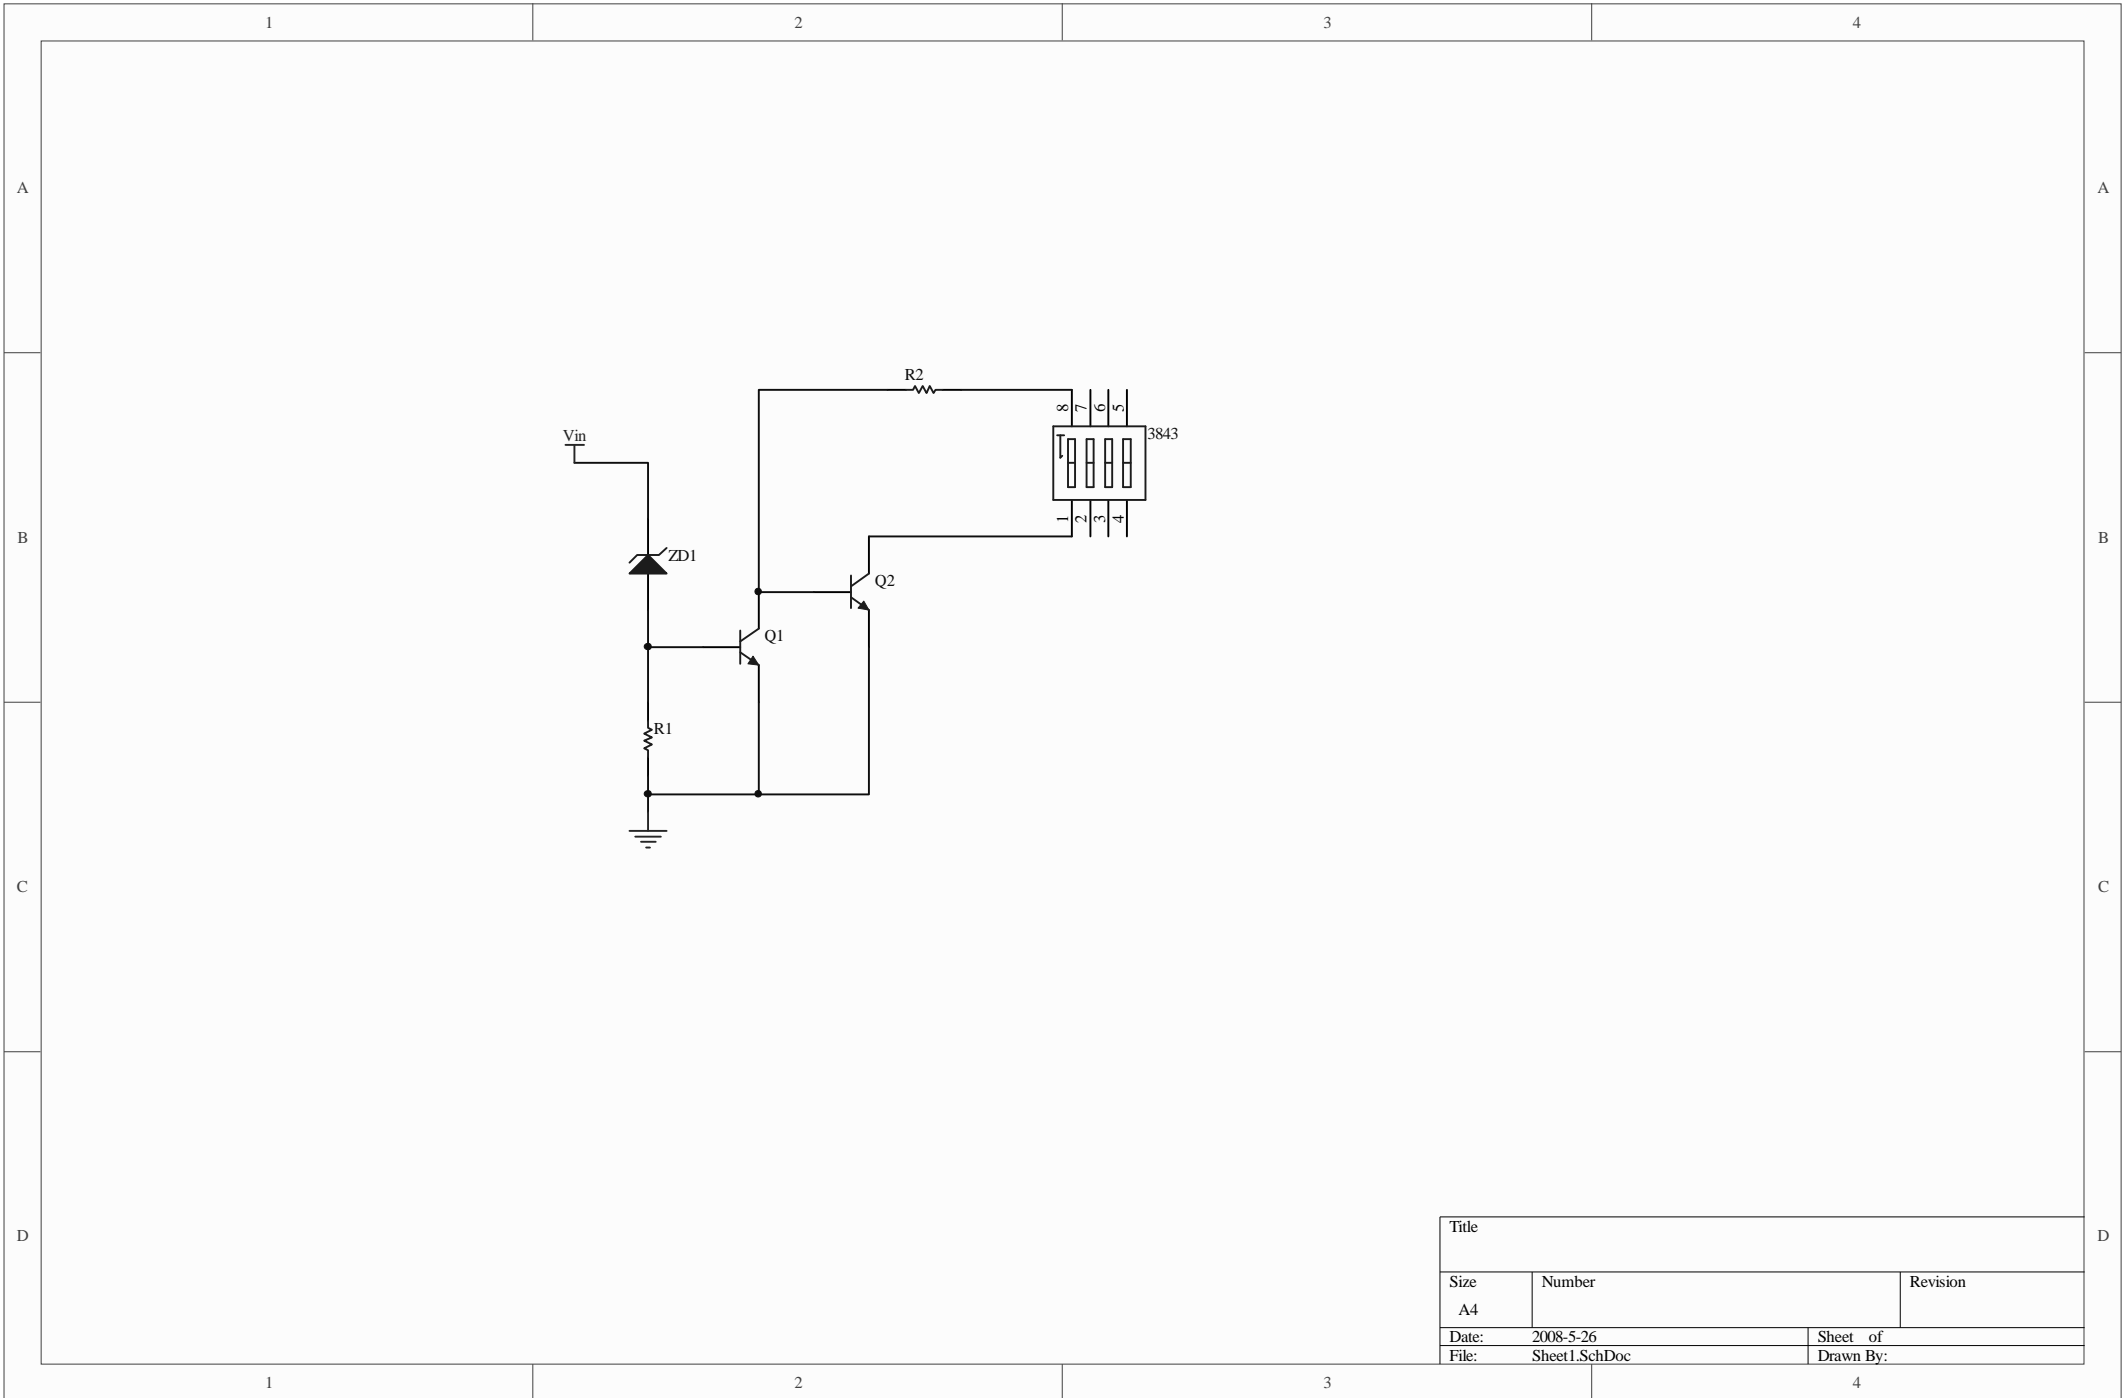 1 2 3 4
A A
R2
8 7 6 5
Vin
3843
1 2 3 4
B B
ZD1
Q2
Q1
R1
C C
D D
Title
Size Number Revision
A4
Date: 2008-5-26 Sheet of
File: Sheet1.SchDoc Drawn By:
1 2 3 4